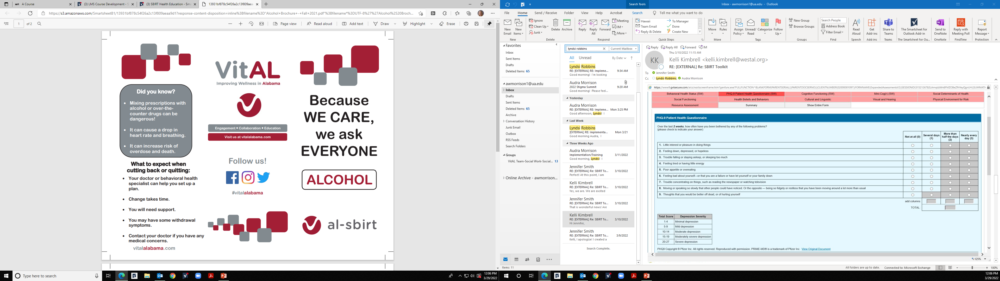 A Course
(3) LMS Course Development - S
(3) SBIRT Health Education - Sma
13931bf878c54f26a2c13f809aeaa
https://s3.amazonaws.com/SmartsheetB1/13931bf878c54f26a2c13f809aeaa9d1?response-content-disposition=inline%3Bfilename%3D"Alcohol+Brochure+-+Fall+2021.pdf"%3Bfilename*%3DUTF-8%27%27Alcohol%2520Broch...
1 of 2
Page view
Read aloud
Add text
Draw
Highlight
Erase
Did you know?
• Mixing prescriptions with
alcohol or over-the-
counter drugs can be
dangerous!
• It can cause a drop in
heart rate and breathing.
• It can increase risk of
overdose and death.
What to expect when
cutting back or quitting:
• Your doctor or behavioral health
specialist can help you set up a
plan.
• Change takes time.
• You will need support.
• You may have some withdrawal
symptoms.
• Contact your doctor if you have any
medical concerns.
vitalalabama.com
VitAL
Improving Wellness in Alabama
Engagement • Collaboration • Education
Visit us at vitalalabama.com
Follow us!
#vitalalabama
Because
WE CARE,
we ask
EVERYONE
ALCOHOL
al-sbirt
Type here to search
12:06 PM
3/29/2022
Search Tools
Inbox - awmorrison1@ua.edu - Outlook
File Home Send / Receive Folder View Help Acrobat Search Tell me what you want to do
New Email
New Items
New
Ignore
Clean Up
Junk
Delete
Archive
Delete
Reply
Reply All
Forward
Meeting
IM
More
Respond
Hawaii
Team Email
Reply & Delete
To Manager
Done
Create New
Quick Steps
Move
Rules
Move
Assign Policy
Unread/ Read
Categorize
Follow Up
Tags
New Group
Browse Groups
Groups
Search People
Address Book
Filter Email
Find
Read Aloud
Speech
Get Add-ins
Add-ins
Share to Teams
Teams
The Smartsheet for Outlook Add-in
The Smartsheet for Ou...
Send to OneNote
OneNote
Reply with Meeting Poll
FindTime
Report Message
Protection
Favorites
Inbox
Sent Items
Drafts
Deleted Items 65
awmorrison1@ua.edu
Inbox
Drafts
Sent Items
Deleted Items 65
Archive
Conversation History
Junk Email
Outbox
RSS Feeds
Search Folders
Groups
VitAL Team-Social Work-Social... 13
Online Archive - awmorrison...
lyndsi robbins
Current Mailbox
All Unread
By Date
Lyndsi Robbins
RE: [EXTERNAL] RE: Impleme... 9:34 AM
Good morning! I'm looking
Audra Morrison
2022 Stigma Summit 9:20 AM
Good morning! Please feel...
Yesterday
Audra Morrison
RE: [EXTERNAL] RE: Impleme... Mon 3:25 PM
Good afternoon, Lyndsi! I
Last Week
Lyndsi Robbins
[EXTERNAL] RE: Implementa... Mon 3/21
Good morning Audra, I
Three Weeks Ago
Audra Morrison
Implementation/Training 3/11/2022
Good morning, Lyndsi! I
Jennifer Smith
RE: [EXTERNAL] Re: SBIRT To... 3/10/2022
Perfect! At this point, I am
Kelli Kimbrell
RE: [EXTERNAL] Re: SBIRT To... 3/10/2022
Yes, we are. We are excited
Jennifer Smith
RE: [EXTERNAL] Re: SBIRT To... 3/10/2022
That is wonderful news! Are
Kelli Kimbrell
RE: [EXTERNAL] Re: SBIRT To... 3/10/2022
Hi Jennifer,
Jennifer Smith
RE: [EXTERNAL] Re: SBIRT To... 3/9/2022
Kelli, I apologize! I created a
Search Complete.
Reply Reply All Forward IM
Thu 3/10/2022 11:15 AM
KK
Kelli Kimbrell <kelli.kimbrell@westal.org>
RE: [EXTERNAL] Re: SBIRT Toolkit
To Jennifer Smith
Cc Lyndsi Robbins; Audra Morrison
Behavioral Health Status (SW)
PHQ-9 Patient Health Questionnaire (SW)
Cognitive Functioning (SW)
Mini-Cog(r) (SW)
Social Determinants of Health
Social Functioning
Health Beliefs and Behaviors
Cultural and Linguistic
Visual and Hearing
Physical Environment for Risk
Resource Assessment
Summary
Show Entire Form
PHQ-9 Patient Health Questionnaire
Over the last 2 weeks, how often have you been bothered by any of the following problems?
(please check to indicate your answer)
Not at all (0)
Several days (1)
More than half the days (2)
Nearly every day (3)
1. Little interest or pleasure in doing things
2. Feeling down, depressed, or hopeless
3. Trouble falling or staying asleep, or sleeping too much
4. Feeling tired or having little energy
5. Poor appetite or overeating
6. Feeling bad about yourself—or that you are a failure or have let yourself or your family down
7. Trouble concentrating on things, such as reading the newspaper or watching television
8. Moving or speaking so slowly that other people could have noticed. Or the opposite — being so fidgety or restless that you have been moving around a lot more than usual
9. Thoughts that you would be better off dead, or of hurting yourself
add columns
TOTAL:
Total Score Depression Severity
1-4 Minimal depression
5-9 Mild depression
10-14 Moderate depression
15-19 Moderately severe depression
20-27 Severe depression
PHQ9 Copyright © Pfizer Inc. All rights reserved. Reproduced with permission. PRIME-MD® is a trademark of Pfizer Inc. View Original Document
125%
Items: 11
All folders are up to date. Connected to: Microsoft Exchange
100%
12:06 PM
3/29/2022